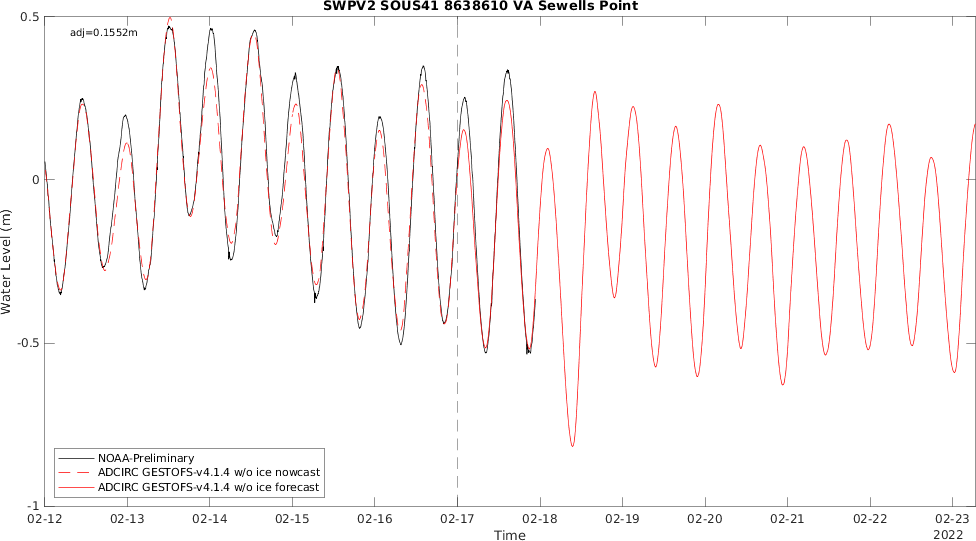 SWPV2 SOUS41 8638610 VA Sewells Point
adj=0.1552m
0.5
0
-0.5
-1
Water Level (m)
NOAA-Preliminary
ADCIRC GESTOFS-v4.1.4 w/o ice nowcast
ADCIRC GESTOFS-v4.1.4 w/o ice forecast
02-12 02-13 02-14 02-15 02-16 02-17 02-18 02-19 02-20 02-21 02-22 02-23
Time
2022